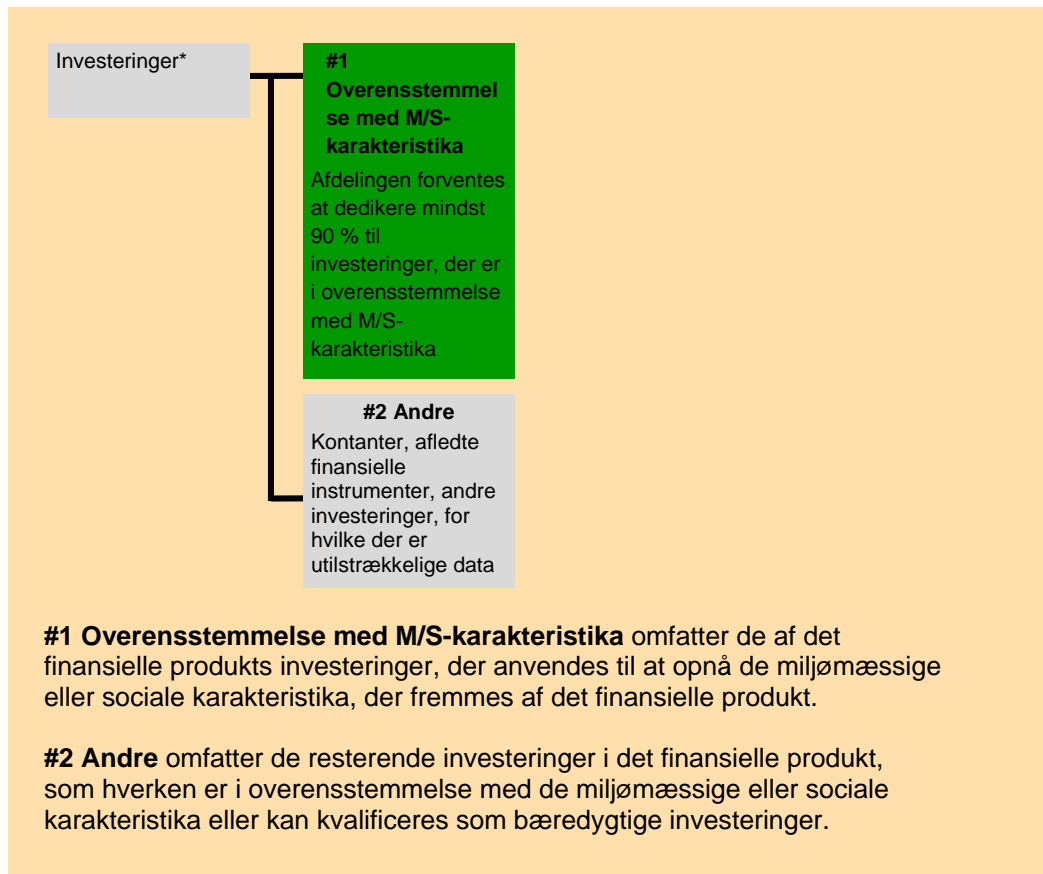 Investeringer*
#1
Overensstemmel
se med M/S-
karakteristika
Afdelingen forventes
at dedikere mindst
90 % til
investeringer, der er
i overensstemmelse
med M/S-
karakteristika
#2 Andre
Kontanter, afledte
finansielle
instrumenter, andre
investeringer, for
hvilke der er
utilstrækkelige data
#1 Overensstemmelse med M/S-karakteristika omfatter de af det
finansielle produkts investeringer, der anvendes til at opnå de miljømæssige
eller sociale karakteristika, der fremmes af det finansielle produkt.
#2 Andre omfatter de resterende investeringer i det finansielle produkt,
som hverken er i overensstemmelse med de miljømæssige eller sociale
karakteristika eller kan kvalificeres som bæredygtige investeringer.